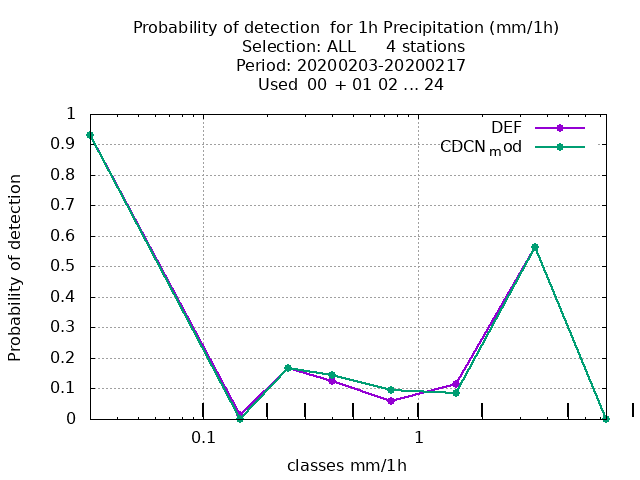 Probability of detection  for 1h Precipitation (mm/1h)
Selection: ALL      4 stations
Period: 20200203-20200217
Used  00  + 01 02 ... 24
DEF
CDCNmod
1
0.9
0.8
0.7
0.6
0.5
0.4
0.3
0.2
0.1
0
Probability of detection
0.1
1
classes mm/1h